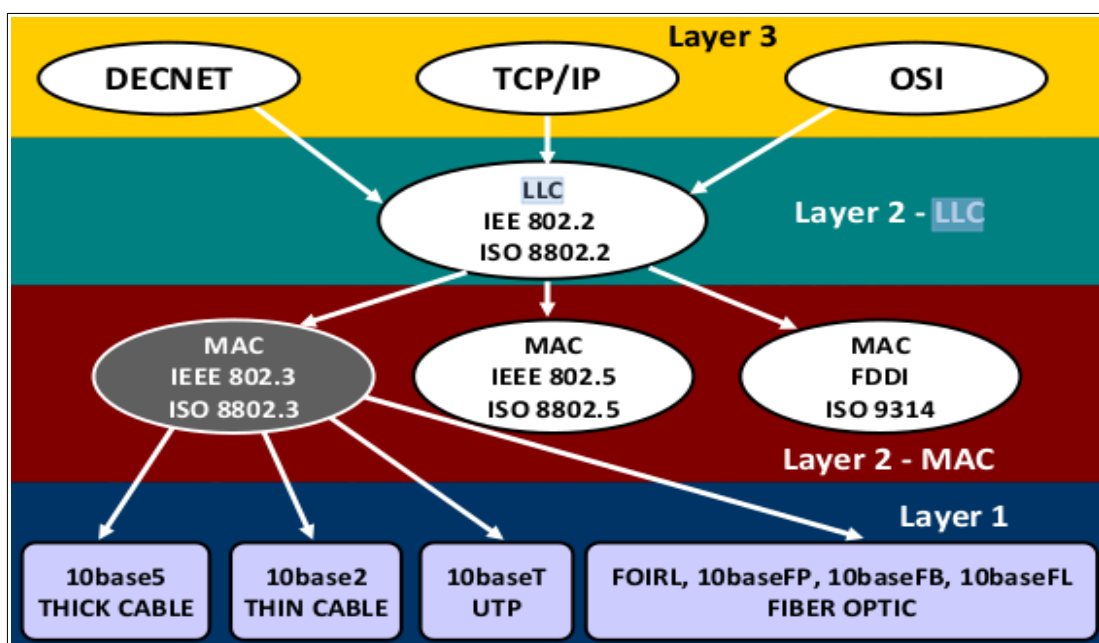 Layer 3
DECNET
TCP/IP
OSI
LLC
IEE 802.2
ISO 8802.2
Layer 2 - LLC
MAC
IEEE 802.3
ISO 8802.3
MAC
IEEE 802.5
ISO 8802.5
MAC
FDDI
ISO 9314
Layer 2 - MAC
Layer 1
10base5
THICK CABLE
10base2
THIN CABLE
10baseT
UTP
FOIRL, 10baseFP, 10baseFB, 10baseFL
FIBER OPTIC